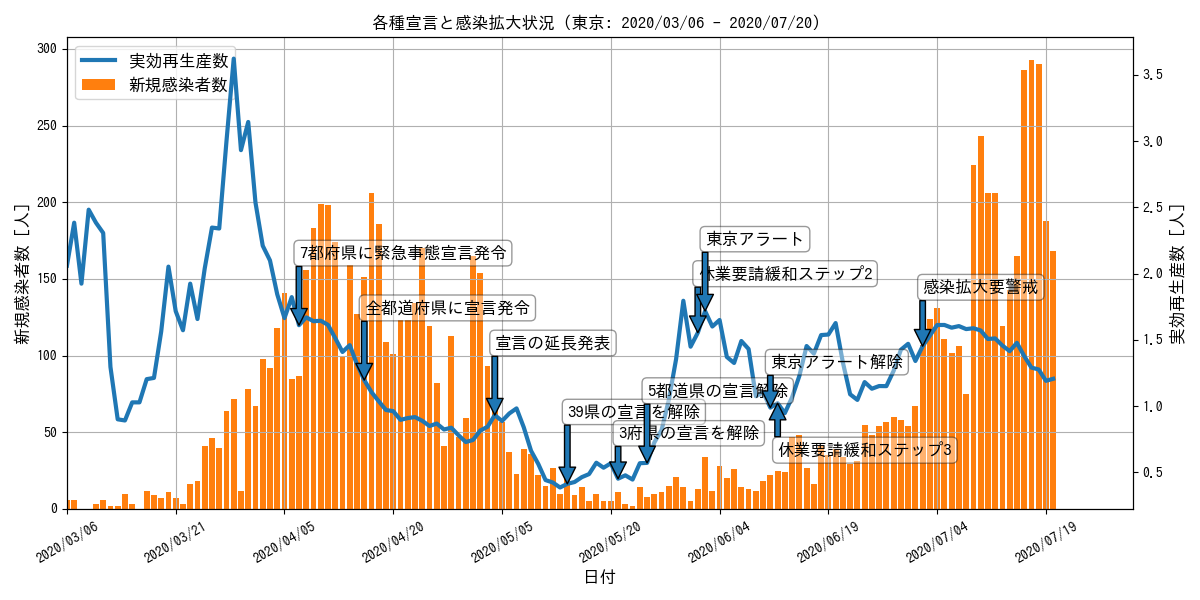 各種宣言と感染拡大状況 (東京: 2020/03/06 - 2020/07/20)
実効再生産数
新規感染者数
新規感染者数 [人]
300
250
200
150
100
50
0
3.5
3.0
2.5
2.0
1.5
1.0
0.5
実効再生産数 [人]
東京アラート
7都府県に緊急事態宣言発令
休業要請緩和ステップ2
感染拡大要警戒
全都道府県に宣言発令
宣言の延長発表
東京アラート解除
5都道県の宣言解除
39県の宣言を解除
3府県の宣言を解除
休業要請緩和ステップ3
2020/03/06
2020/03/21
2020/04/05
2020/04/20
2020/05/05
2020/05/20
2020/06/04
2020/06/19
2020/07/04
2020/07/19
日付